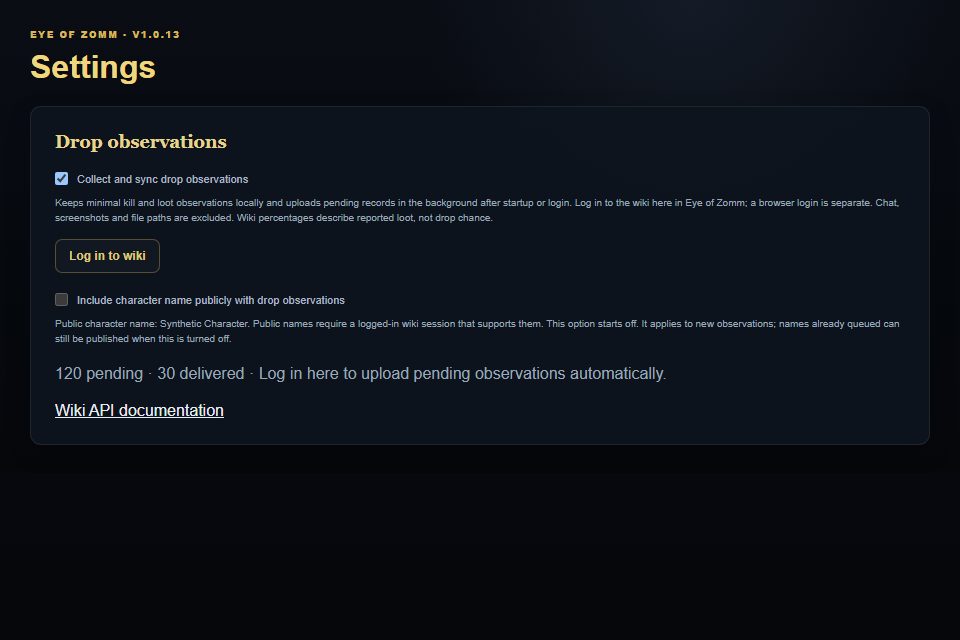 EYE OF ZOMM · V1.0.13
Settings
Drop observations
Collect and sync drop observations
Keeps minimal kill and loot observations locally and uploads pending records in the background after startup or login. Log in to the wiki here in Eye of Zomm; a browser login is separate. Chat,
screenshots and file paths are excluded. Wiki percentages describe reported loot, not drop chance.
Log in to wiki
Include character name publicly with drop observations
Public character name: Synthetic Character. Public names require a logged-in wiki session that supports them. This option starts off. It applies to new observations; names already queued can
still be published when this is turned off.
120 pending · 30 delivered · Log in here to upload pending observations automatically.
Wiki API documentation